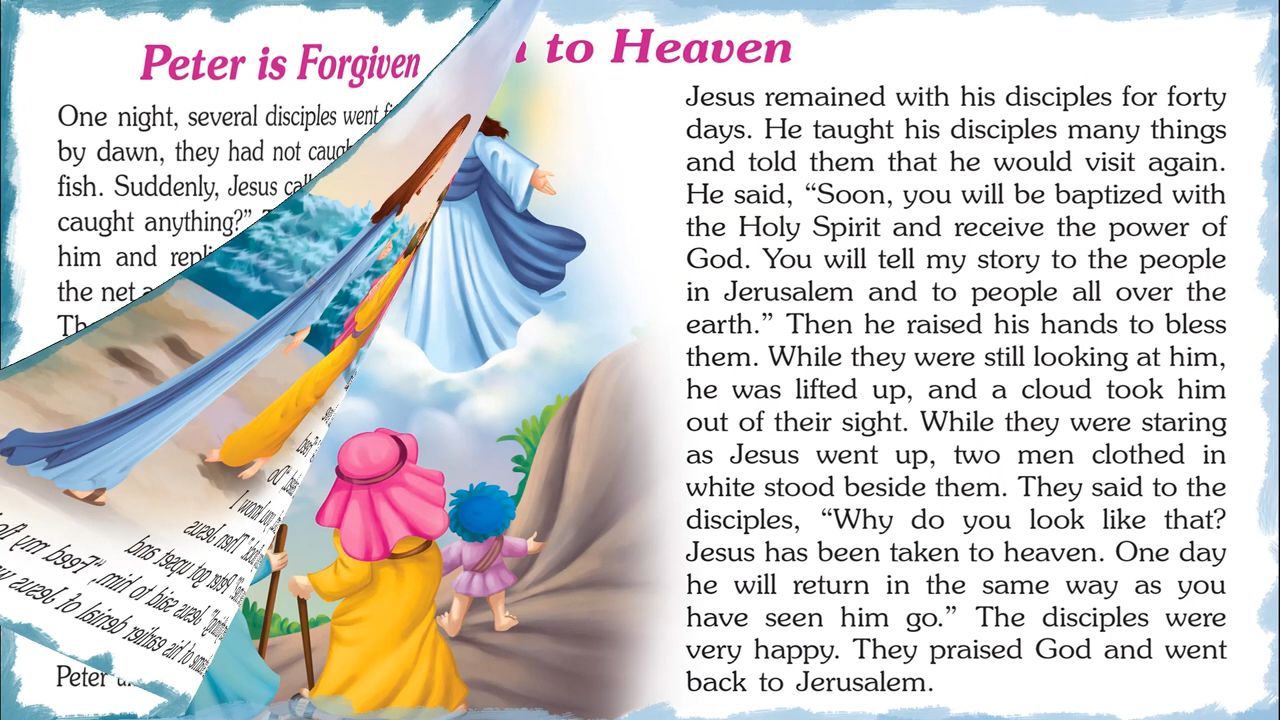 Peter is Forgiven
to Heaven
One night, several disciples went
by dawn, they had not
fish. Suddenly, Jesus
caught anything?”
him and
the net
Peter
Jesus remained with his disciples for forty
days. He taught his disciples many things
and told them that he would visit again.
He said, “Soon, you will be baptized with
the Holy Spirit and receive the power of
God. You will tell my story to the people
in Jerusalem and to people all over the
earth.” Then he raised his hands to bless
them. While they were still looking at him,
he was lifted up, and a cloud took him
out of their sight. While they were staring
as Jesus went up, two men clothed in
white stood beside them. They said to the
disciples, “Why do you look like that?
Jesus has been taken to heaven. One day
he will return in the same way as you
have seen him go.” The disciples were
very happy. They praised God and went
back to Jerusalem.